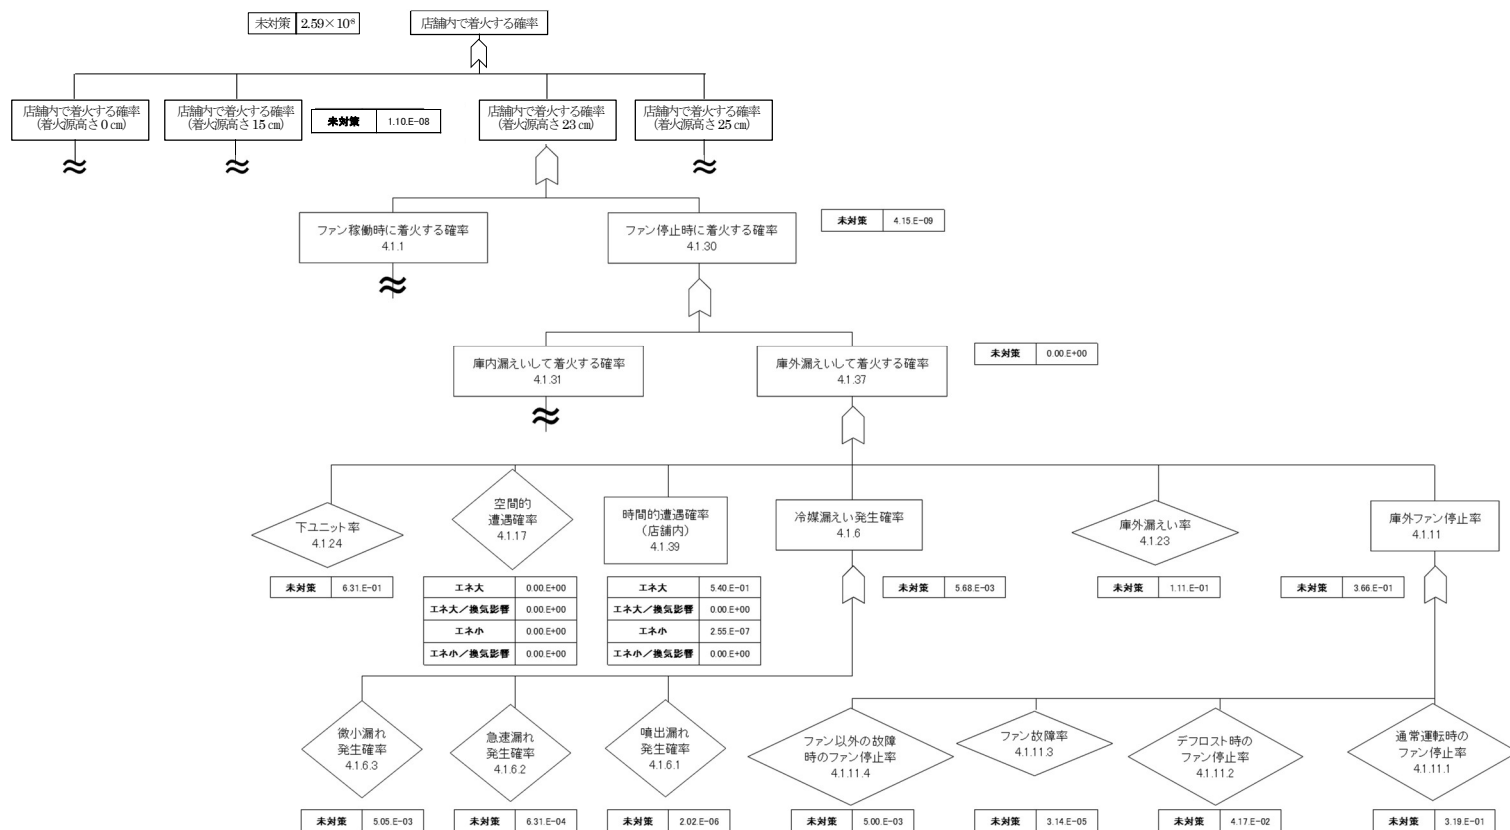 未対策 2.59×10⁸
店舗内で着火する確率
店舗内で着火する確率
(着火源高さ0㎝)
店舗内で着火する確率
(着火源高さ15㎝)
未対策 1.10.E-08
店舗内で着火する確率
(着火源高さ23㎝)
店舗内で着火する確率
(着火源高さ25㎝)
ファン稼働時に着火する確率
4.1.1
ファン停止時に着火する確率
4.1.30
未対策 4.15.E-09
庫内漏えいして着火する確率
4.1.31
庫外漏えいして着火する確率
4.1.37
未対策 0.00.E+00
下ユニット率
4.1.24
空間的
遭遇確率
4.1.17
時間的遭遇確率
(店舗内)
4.1.39
冷媒漏えい発生確率
4.1.6
庫外漏えい率
4.1.23
庫外ファン停止率
4.1.11
未対策 6.31.E-01
エネ大 0.00.E+00
エネ大/換気影響 0.00.E+00
エネ小 0.00.E+00
エネ小/換気影響 0.00.E+00
エネ大 5.40.E-01
エネ大/換気影響 0.00.E+00
エネ小 2.55.E-07
エネ小/換気影響 0.00.E+00
未対策 5.68.E-03
未対策 1.11.E-01
未対策 3.66.E-01
微小漏れ
発生確率
4.1.6.3
急速漏れ
発生確率
4.1.6.2
噴出漏れ
発生確率
4.1.6.1
ファン以外の故障
時のファン停止率
4.1.11.4
ファン故障率
4.1.11.3
デフロスト時の
ファン停止率
4.1.11.2
通常運転時の
ファン停止率
4.1.11.1
未対策 5.05.E-03
未対策 6.31.E-04
未対策 2.02.E-06
未対策 5.00.E-03
未対策 3.14.E-05
未対策 4.17.E-02
未対策 3.19.E-01